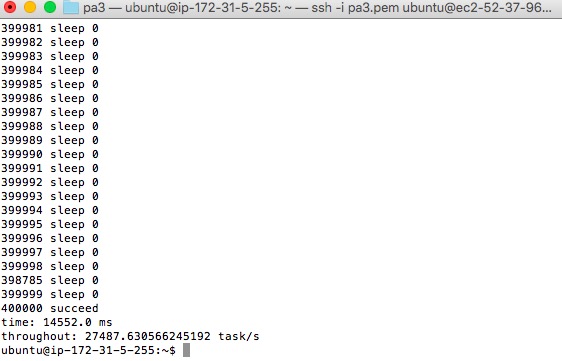 pa3 — ubuntu@ip-172-31-5-255: ~ — ssh -i pa3.pem ubuntu@ec2-52-37-96...
399981 sleep 0
399982 sleep 0
399983 sleep 0
399984 sleep 0
399985 sleep 0
399986 sleep 0
399987 sleep 0
399988 sleep 0
399989 sleep 0
399990 sleep 0
399991 sleep 0
399992 sleep 0
399993 sleep 0
399994 sleep 0
399995 sleep 0
399996 sleep 0
399997 sleep 0
399998 sleep 0
398785 sleep 0
399999 sleep 0
400000 succeed
time: 14552.0 ms
throughout: 27487.630566245192 task/s
ubuntu@ip-172-31-5-255:~$